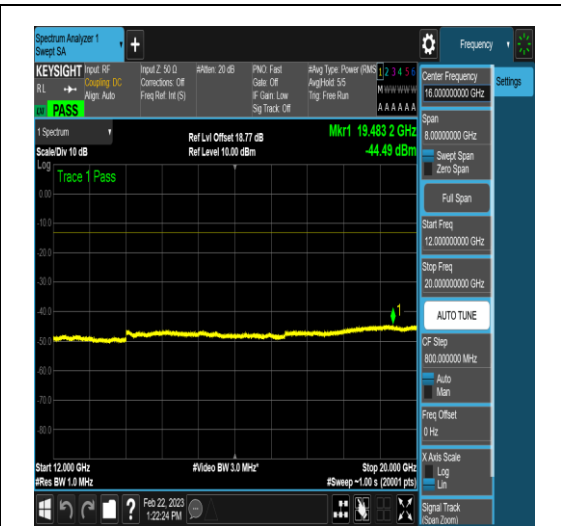 Spectrum Analyzer 1
Swept SA
+
Frequency
KEYSIGHT
RL
PASS
Input: RF
Coupling: DC
Align: Auto
Input Z: 50 Ω
Corrections: Off
Freq Ref: Int (S)
#Atten: 20 dB
PNO: Fast
Gate: Off
IF Gain: Low
Sig Track: Off
#Avg Type: Power (RMS
Avg|Hold: 5/5
Trig: Free Run
1 2 3 4 5 6
M W W W W W
A A A A A A
Center Frequency
16.000000000 GHz
Settings
Span
8.00000000 GHz
Swept Span
Zero Span
Full Span
Start Freq
12.000000000 GHz
Stop Freq
20.000000000 GHz
AUTO TUNE
CF Step
800.000000 MHz
Auto
Man
Freq Offset
0 Hz
X Axis Scale
Log
Lin
Signal Track
(Span Zoom)
1 Spectrum
Scale/Div 10 dB
Ref Lvl Offset 18.77 dB
Ref Level 10.00 dBm
Mkr1 19.483 2 GHz
-44.49 dBm
Log
Trace 1 Pass
0.00
-10.0
-20.0
-30.0
-40.0
-50.0
-60.0
-70.0
-80.0
1
Start 12.000 GHz
#Res BW 1.0 MHz
#Video BW 3.0 MHz*
Stop 20.000 GHz
#Sweep ~1.00 s (20001 pts)
?
Feb 22, 2023
1:22:24 PM